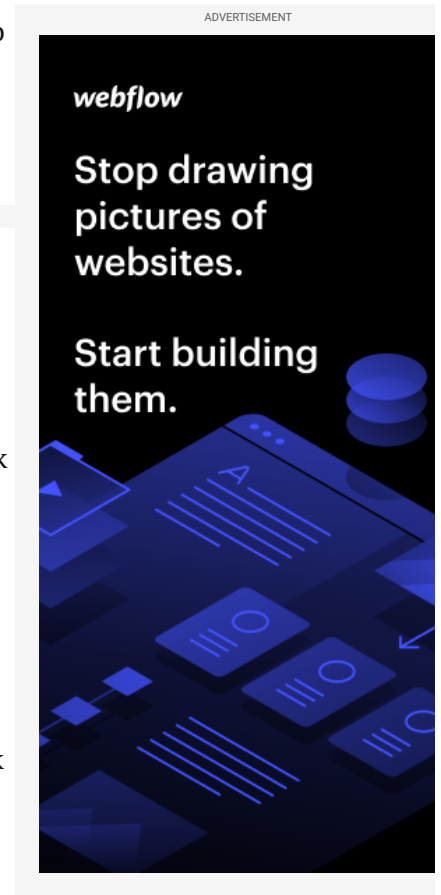 ADVERTISEMENT
webflow
Stop drawing
pictures of
websites.
Start building
them.
A